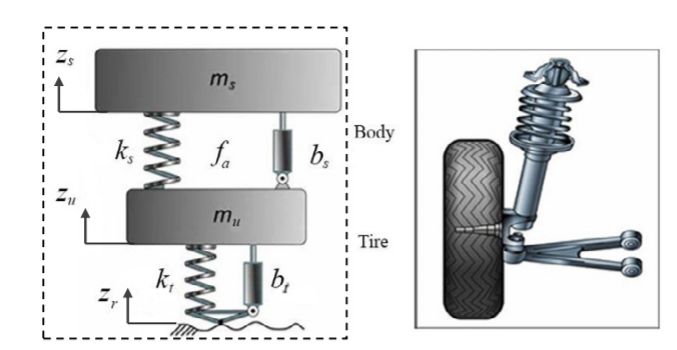 z_s
m_s
k_s
f_a
b_s
Body
z_u
m_u
Tire
k_t
b_t
z_r